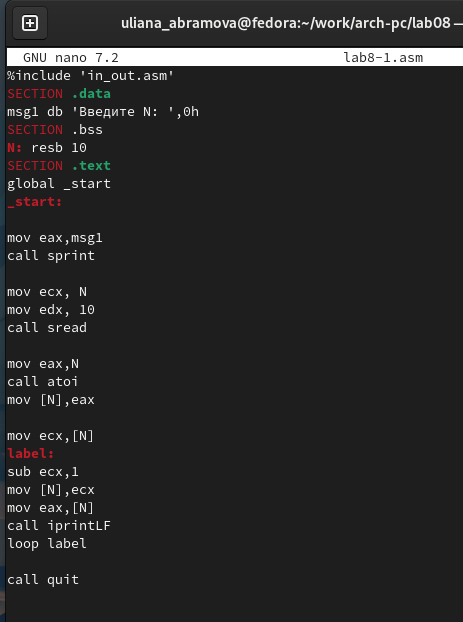 uliana_abramova@fedora:~/work/arch-pc/lab08 —
GNU nano 7.2 lab8-1.asm
%include 'in_out.asm'
SECTION .data
msg1 db 'Введите N: ',0h
SECTION .bss
N: resb 10
SECTION .text
global _start
_start:
mov eax,msg1
call sprint
mov ecx, N
mov edx, 10
call sread
mov eax,N
call atoi
mov [N],eax
mov ecx,[N]
label:
sub ecx,1
mov [N],ecx
mov eax,[N]
call iprintLF
loop label
call quit